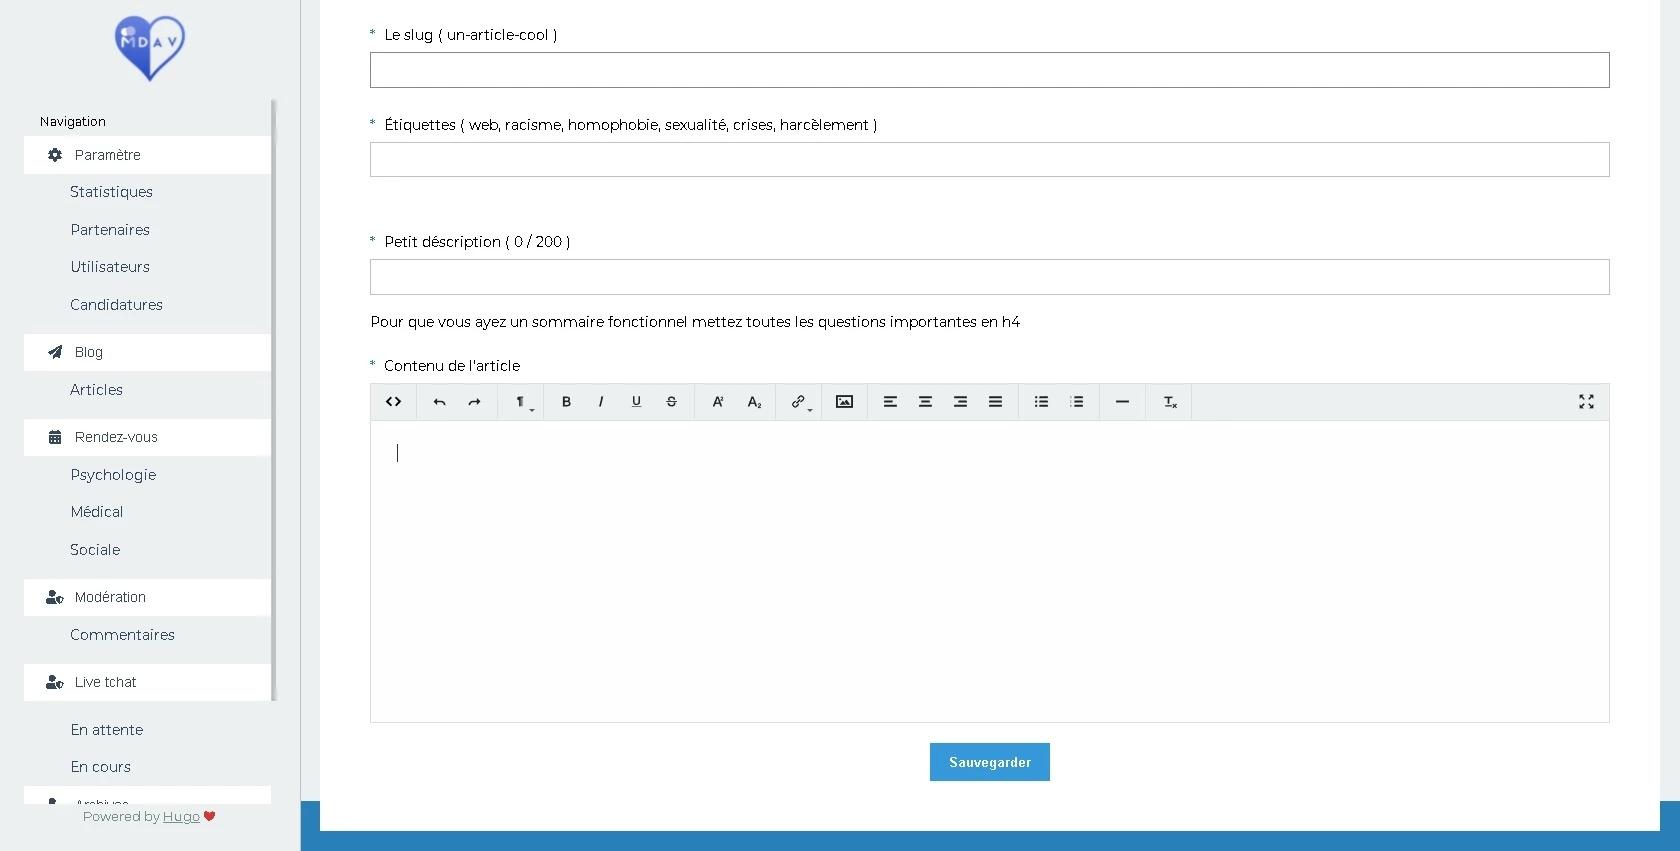 MDAV
Navigation
Paramètre
Statistiques
Partenaires
Utilisateurs
Candidatures
Blog
Articles
Rendez-vous
Psychologie
Médical
Sociale
Modération
Commentaires
Live tchat
En attente
En cours
Archives
Powered by Hugo
* Le slug ( un-article-cool )
* Étiquettes ( web, racisme, homophobie, sexualité, crises, harcèlement )
* Petit déscription ( 0 / 200 )
Pour que vous ayez un sommaire fonctionnel mettez toutes les questions importantes en h4
* Contenu de l'article
Sauvegarder